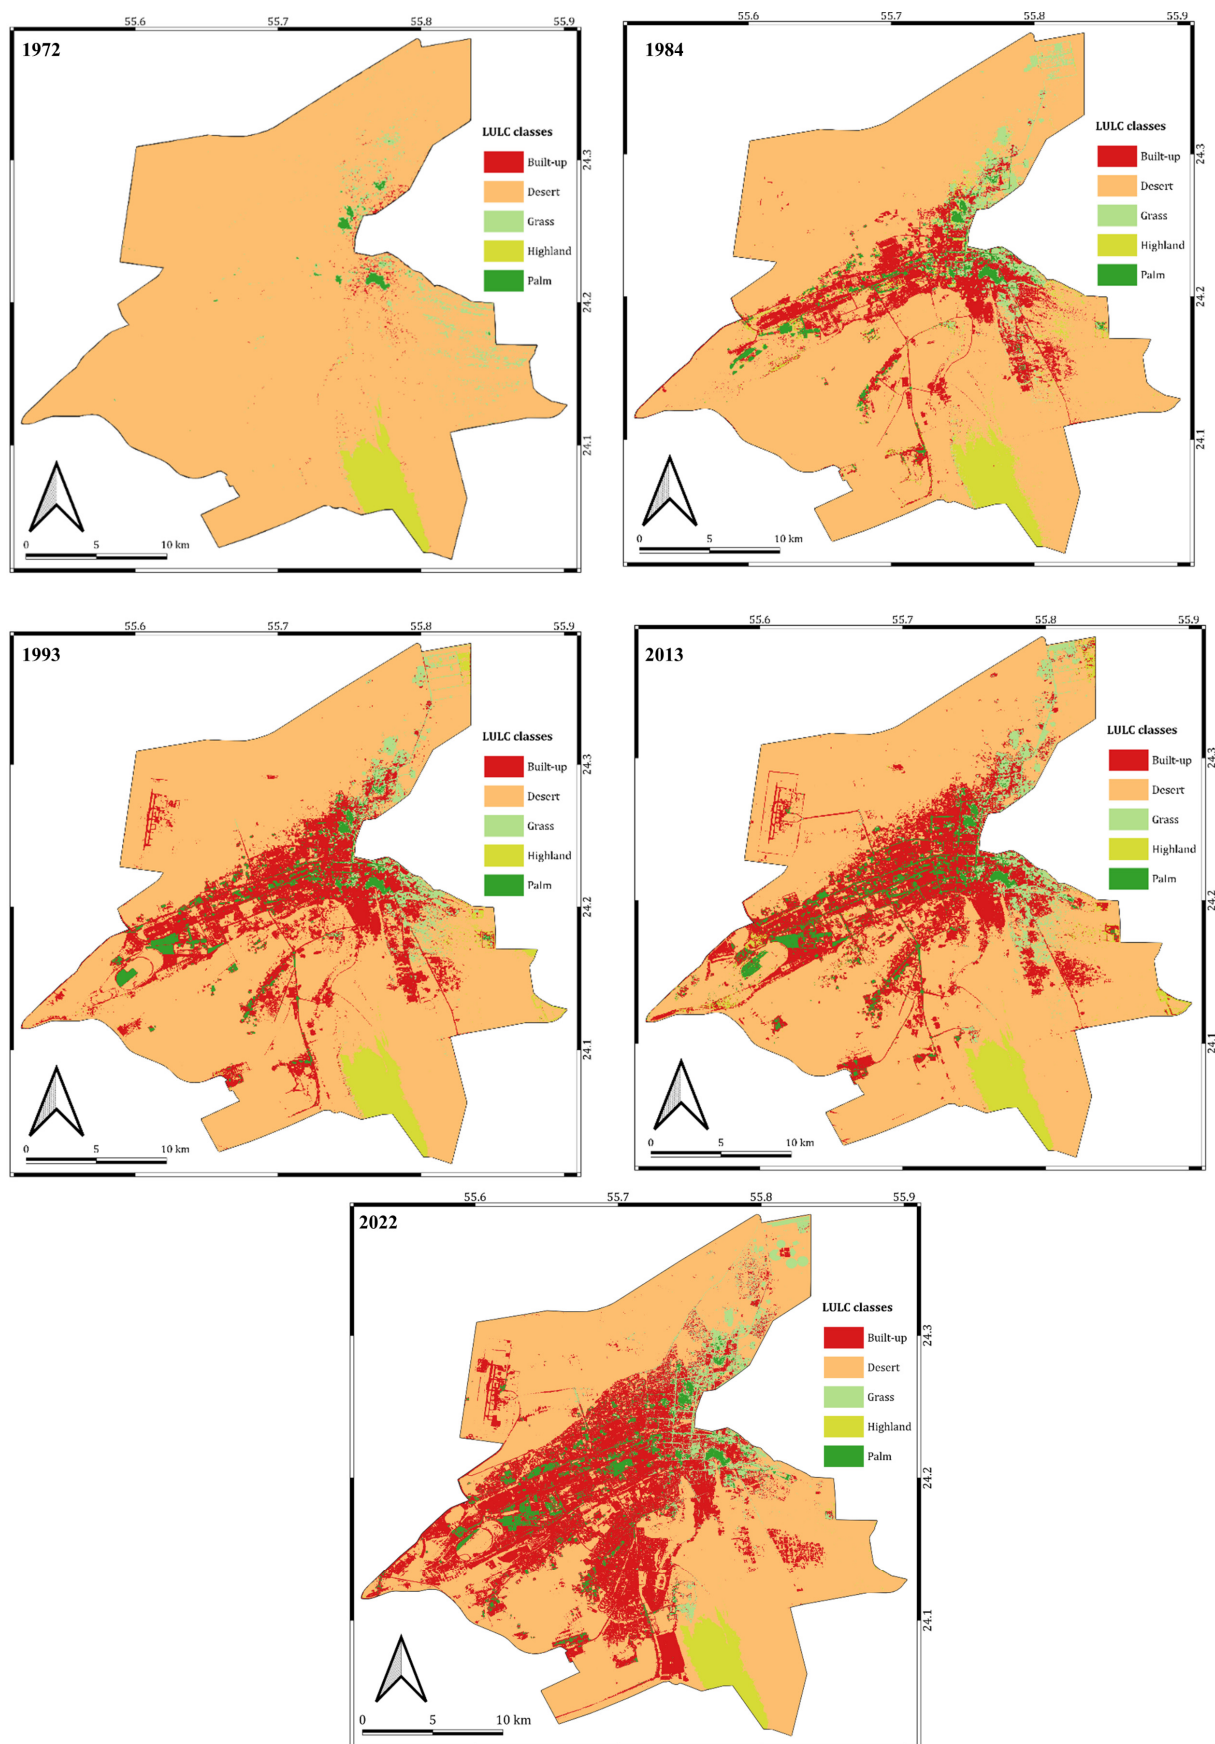 55.6 55.7 55.8 55.9
1972
LULC classes
Built-up
Desert
Grass
Highland
Palm
24.3
24.2
24.1
0 5 10 km
55.6 55.7 55.8 55.9
1984
LULC classes
Built-up
Desert
Grass
Highland
Palm
24.3
24.2
24.1
0 5 10 km
55.6 55.7 55.8 55.9
1993
LULC classes
Built-up
Desert
Grass
Highland
Palm
24.3
24.2
24.1
0 5 10 km
55.6 55.7 55.8 55.9
2013
LULC classes
Built-up
Desert
Grass
Highland
Palm
24.3
24.2
24.1
0 5 10 km
55.6 55.7 55.8 55.9
2022
LULC classes
Built-up
Desert
Grass
Highland
Palm
24.3
24.2
24.1
0 5 10 km